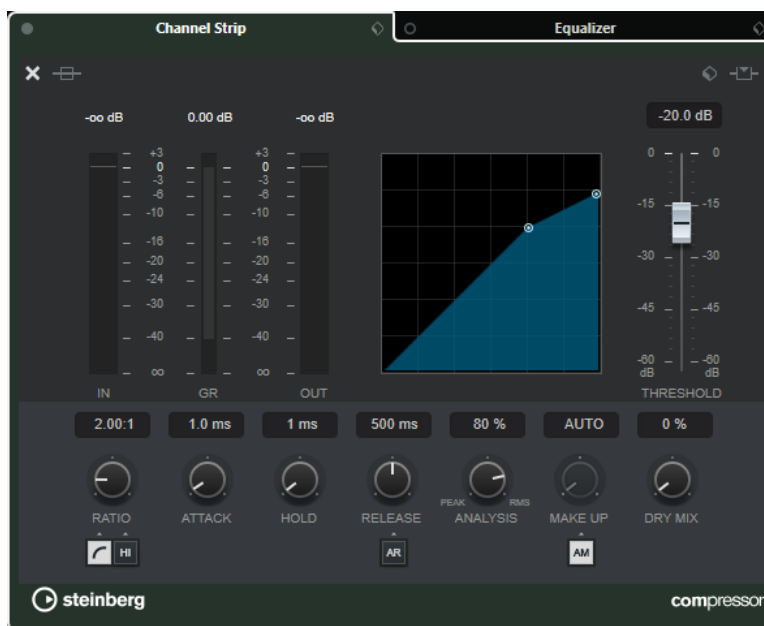 Channel Strip
Equalizer
-oo dB 0.00 dB -oo dB -20.0 dB
+3 +3
0 0 0 0
-3 -3
-6 -6
-10 -10
-15 -15
-16 -16
-20 -20
-24 -24
-30 -30 -30 -30
-40 -40
-45 -45
-60 -60
∞ ∞ dB dB
IN GR OUT THRESHOLD
2.00:1 1.0 ms 1 ms 500 ms 80 % AUTO 0 %
PEAK RMS
RATIO ATTACK HOLD RELEASE ANALYSIS MAKE UP DRY MIX
HI AR AM
steinberg
compressor